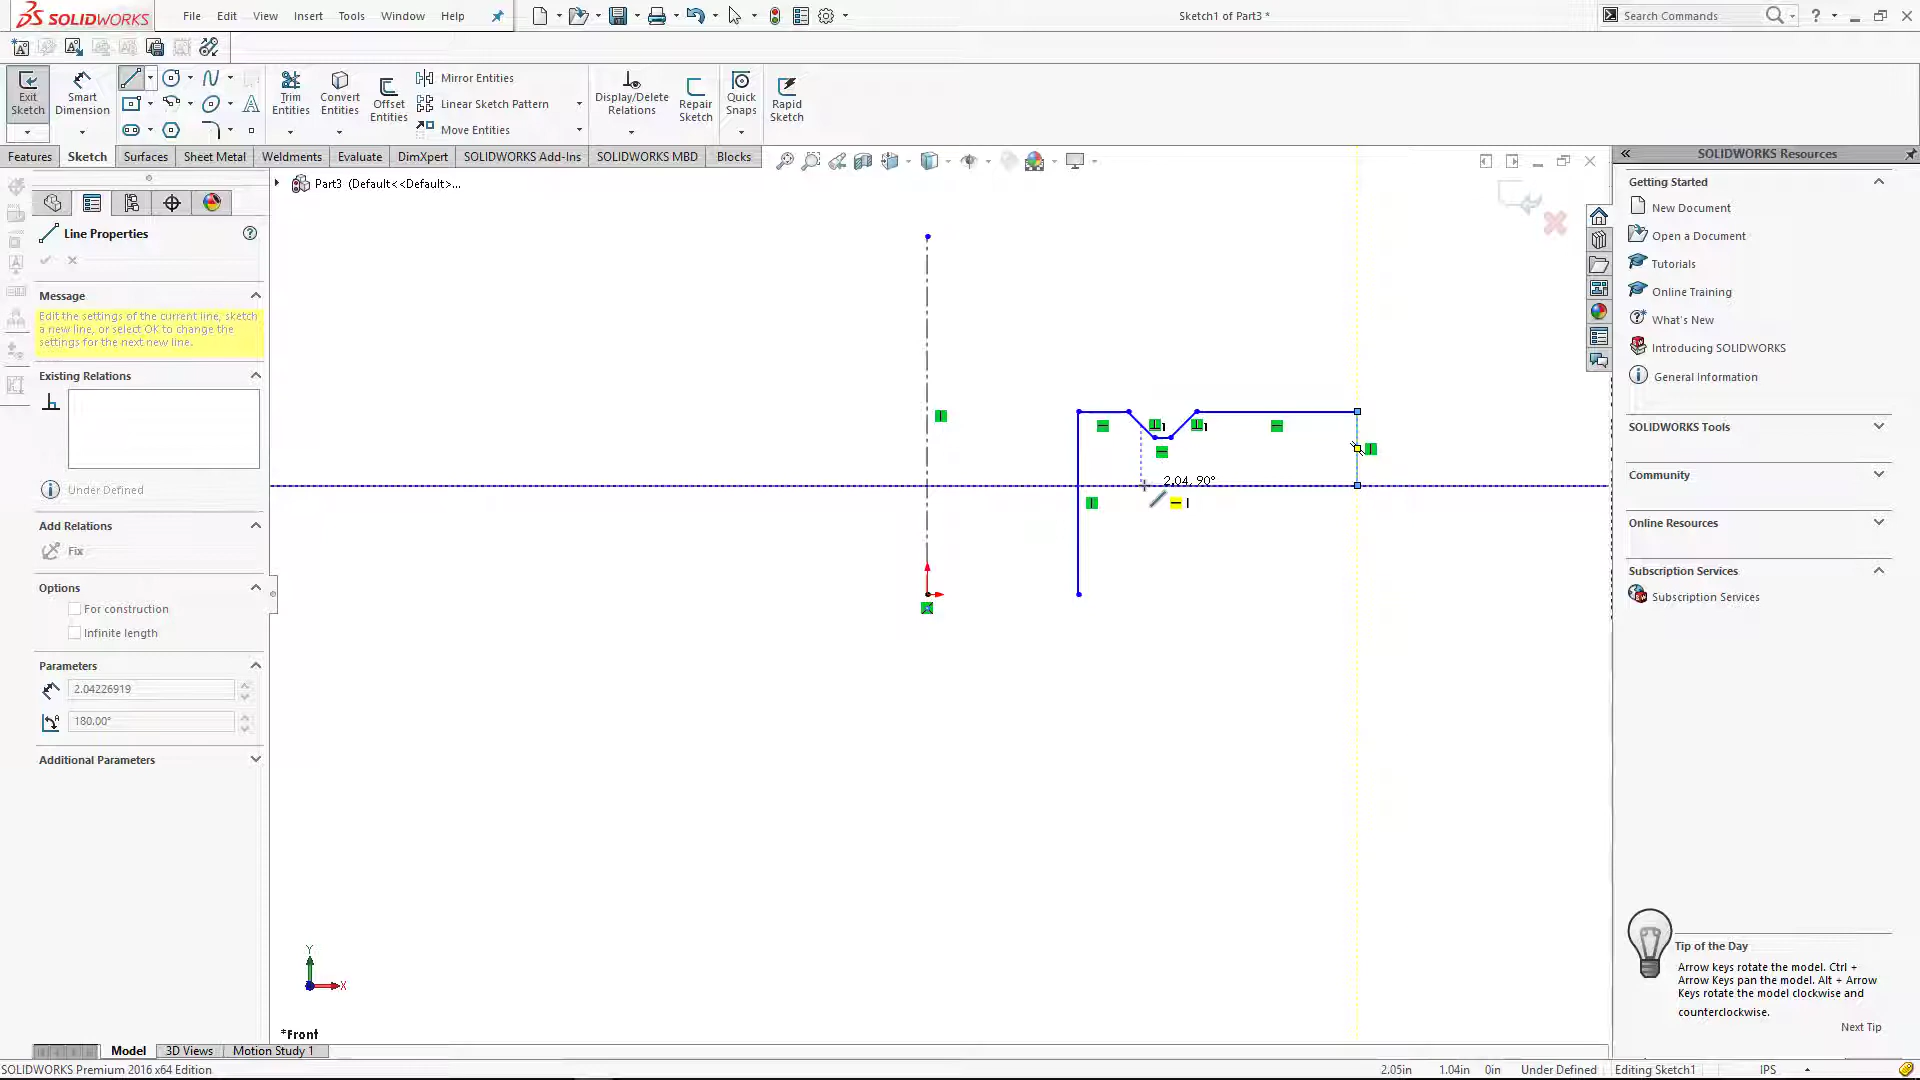 SOLIDWORKS File Edit View Insert Tools Window Help Sketch1 of Part3 * Search Commands
Exit Sketch
Smart Dimension
Trim Entities
Convert Entities
Offset Entities
Mirror Entities
Linear Sketch Pattern
Move Entities
Display/Delete Relations
Repair Sketch
Quick Snaps
Rapid Sketch
Features Sketch Surfaces Sheet Metal Weldments Evaluate DimXpert SOLIDWORKS Add-Ins SOLIDWORKS MBD Blocks
Part3 (Default<<Default>...
Line Properties
Message
Edit the settings of the current line, sketch
a new line, or select OK to change the
settings for the next new line.
Existing Relations
Under Defined
Add Relations
Fix
Options
For construction
Infinite length
Parameters
2.04226919
180.00°
Additional Parameters
2.04, 90°
Y
X
*Front
SOLIDWORKS Resources
Getting Started
New Document
Open a Document
Tutorials
Online Training
What's New
Introducing SOLIDWORKS
General Information
SOLIDWORKS Tools
Community
Online Resources
Subscription Services
Subscription Services
Tip of the Day
Arrow keys rotate the model. Ctrl +
Arrow Keys pan the model. Alt + Arrow
Keys rotate the model clockwise and
counterclockwise.
Next Tip
Model 3D Views Motion Study 1
SOLIDWORKS Premium 2016 x64 Edition 2.05in 1.04in 0in Under Defined Editing Sketch1 IPS